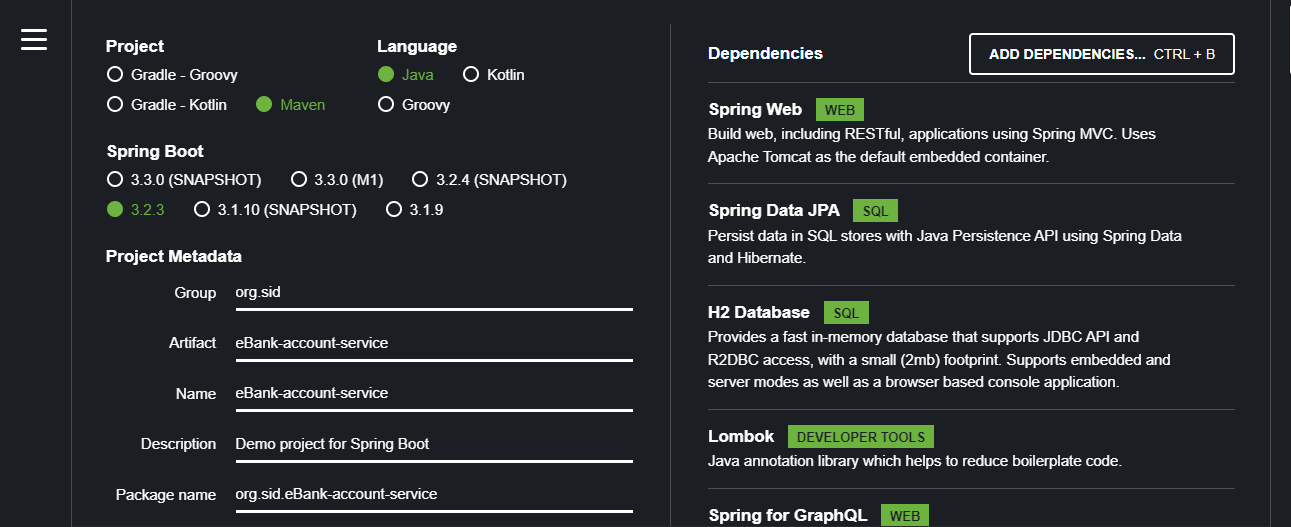 Project
Gradle - Groovy
Gradle - Kotlin Maven
Language
Java Kotlin
Groovy
Spring Boot
3.3.0 (SNAPSHOT) 3.3.0 (M1) 3.2.4 (SNAPSHOT)
3.2.3 3.1.10 (SNAPSHOT) 3.1.9
Project Metadata
Group org.sid
Artifact eBank-account-service
Name eBank-account-service
Description Demo project for Spring Boot
Package name org.sid.eBank-account-service
Dependencies ADD DEPENDENCIES... CTRL + B
Spring Web WEB
Build web, including RESTful, applications using Spring MVC. Uses
Apache Tomcat as the default embedded container.
Spring Data JPA SQL
Persist data in SQL stores with Java Persistence API using Spring Data
and Hibernate.
H2 Database SQL
Provides a fast in-memory database that supports JDBC API and
R2DBC access, with a small (2mb) footprint. Supports embedded and
server modes as well as a browser based console application.
Lombok DEVELOPER TOOLS
Java annotation library which helps to reduce boilerplate code.
Spring for GraphQL WEB